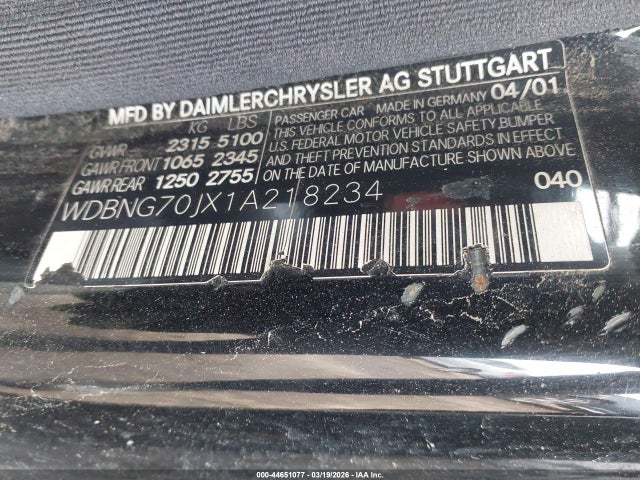 MFD BY DAIMLERCHRYSLER AG STUTTGART
KG LBS
GVWR 2315 5100
GAWR FRONT 1065 2345
GAWR REAR 1250 2755
PASSENGER CAR MADE IN GERMANY 04/01
THIS VEHICLE CONFORMS TO ALL APPLICABLE
U.S. FEDERAL MOTOR VEHICLE SAFETY BUMPER
AND THEFT PREVENTION STANDARDS IN EFFECT
ON THE DATE OF MANUFACTURE SHOWN ABOVE.
WDBNG70JX1A218234
040
000-44651077 - 03/19/2026 - COPYRIGHT IAA, INC.